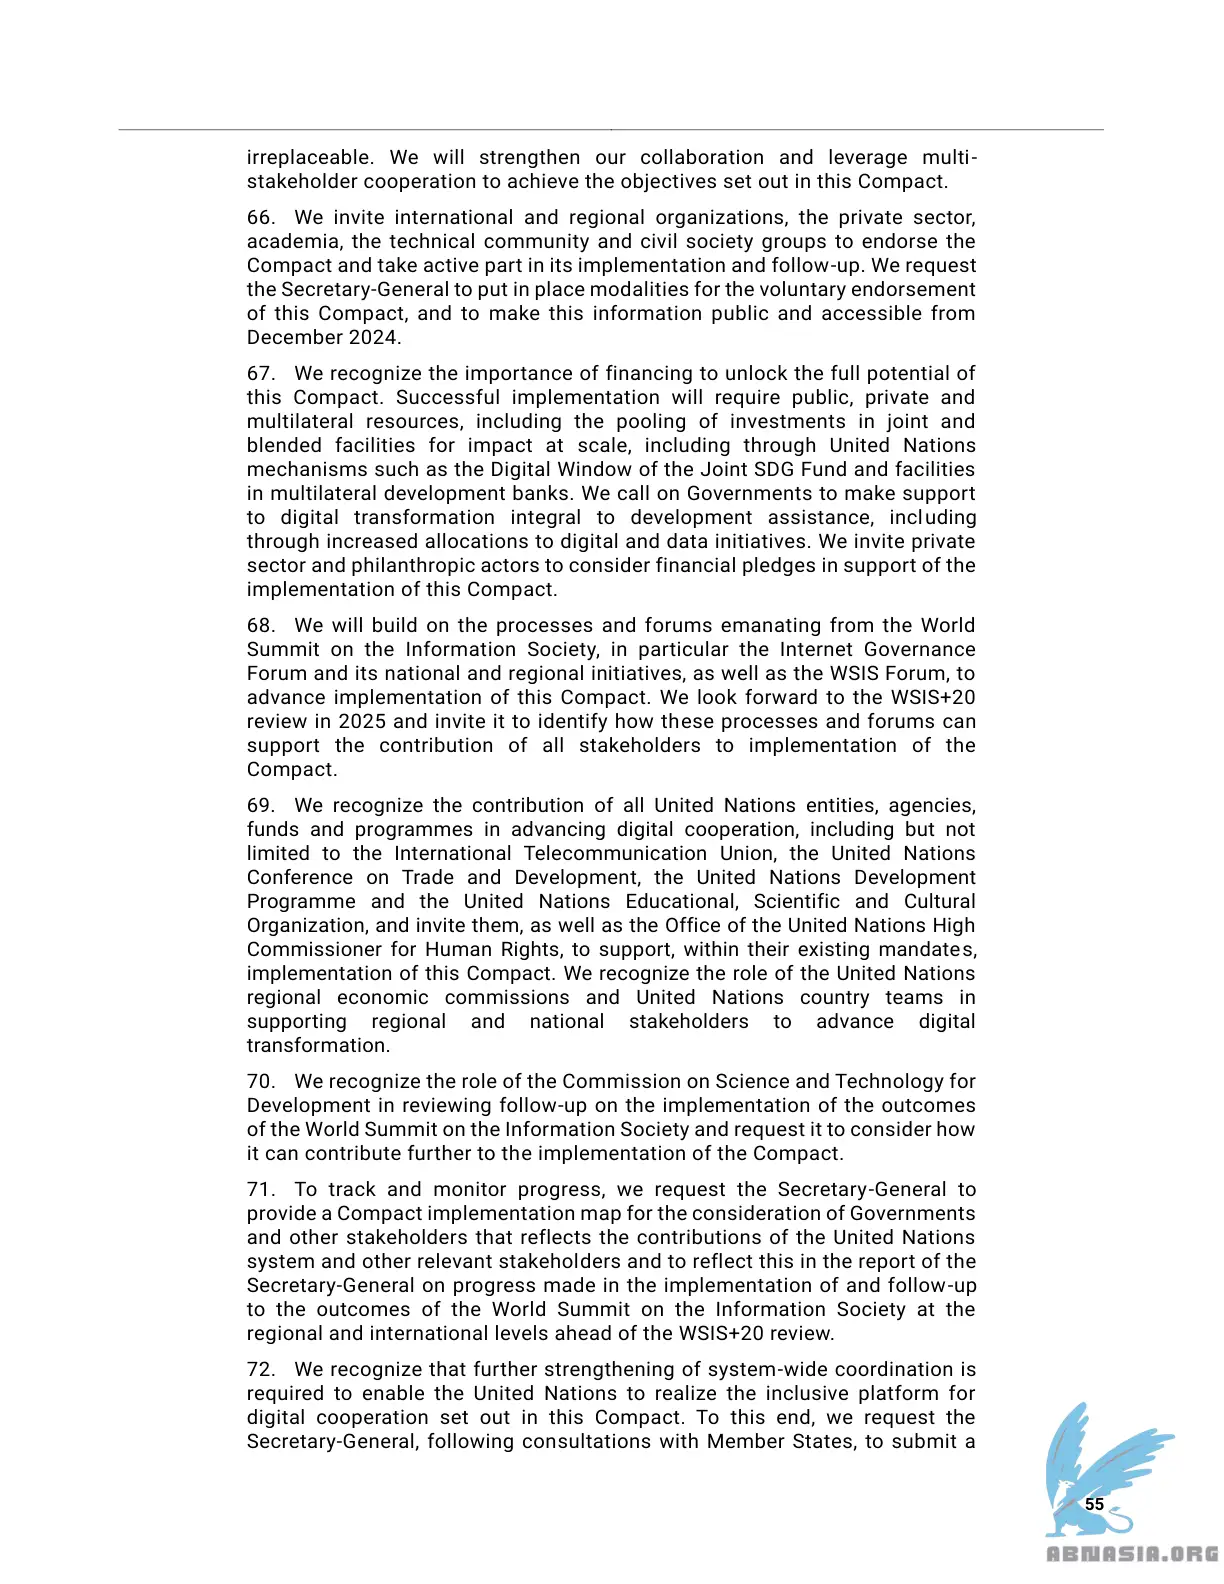 irreplaceable. We will strengthen our collaboration and leverage multi-
stakeholder cooperation to achieve the objectives set out in this Compact.
66. We invite international and regional organizations, the private sector,
academia, the technical community and civil society groups to endorse the
Compact and take active part in its implementation and follow-up. We request
the Secretary-General to put in place modalities for the voluntary endorsement
of this Compact, and to make this information public and accessible from
December 2024.
67. We recognize the importance of financing to unlock the full potential of
this Compact. Successful implementation will require public, private and
multilateral resources, including the pooling of investments in joint and
blended facilities for impact at scale, including through United Nations
mechanisms such as the Digital Window of the Joint SDG Fund and facilities
in multilateral development banks. We call on Governments to make support
to digital transformation integral to development assistance, including
through increased allocations to digital and data initiatives. We invite private
sector and philanthropic actors to consider financial pledges in support of the
implementation of this Compact.
68. We will build on the processes and forums emanating from the World
Summit on the Information Society, in particular the Internet Governance
Forum and its national and regional initiatives, as well as the WSIS Forum, to
advance implementation of this Compact. We look forward to the WSIS+20
review in 2025 and invite it to identify how these processes and forums can
support the contribution of all stakeholders to implementation of the
Compact.
69. We recognize the contribution of all United Nations entities, agencies,
funds and programmes in advancing digital cooperation, including but not
limited to the International Telecommunication Union, the United Nations
Conference on Trade and Development, the United Nations Development
Programme and the United Nations Educational, Scientific and Cultural
Organization, and invite them, as well as the Office of the United Nations High
Commissioner for Human Rights, to support, within their existing mandates,
implementation of this Compact. We recognize the role of the United Nations
regional economic commissions and United Nations country teams in
supporting regional and national stakeholders to advance digital
transformation.
70. We recognize the role of the Commission on Science and Technology for
Development in reviewing follow-up on the implementation of the outcomes
of the World Summit on the Information Society and request it to consider how
it can contribute further to the implementation of the Compact.
71. To track and monitor progress, we request the Secretary-General to
provide a Compact implementation map for the consideration of Governments
and other stakeholders that reflects the contributions of the United Nations
system and other relevant stakeholders and to reflect this in the report of the
Secretary-General on progress made in the implementation of and follow-up
to the outcomes of the World Summit on the Information Society at the
regional and international levels ahead of the WSIS+20 review.
72. We recognize that further strengthening of system-wide coordination is
required to enable the United Nations to realize the inclusive platform for
digital cooperation set out in this Compact. To this end, we request the
Secretary-General, following consultations with Member States, to submit a
55
ABNASIA.ORG